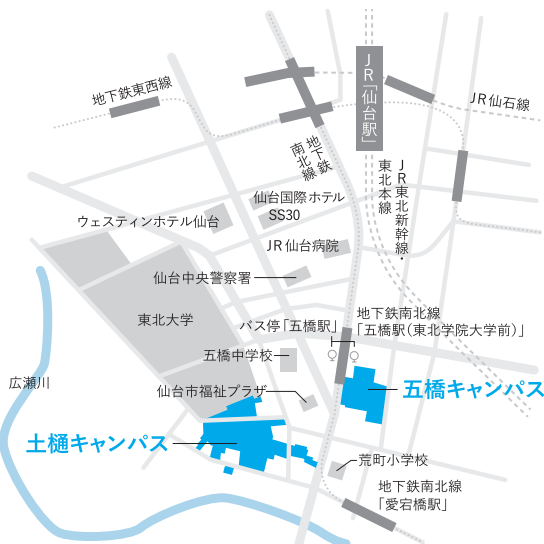 JR「仙台駅」
地下鉄東西線
JR仙石線
地下鉄
南北線
JR東北新幹線・
東北本線
仙台国際ホテル
SS30
ウェスティンホテル仙台
JR仙台病院
仙台中央警察署
東北大学
地下鉄南北線
「五橋駅(東北学院大学前)」
バス停「五橋駅」
五橋中学校
広瀬川
仙台市福祉プラザ
五橋キャンパス
土樋キャンパス
荒町小学校
地下鉄南北線
「愛宕橋駅」